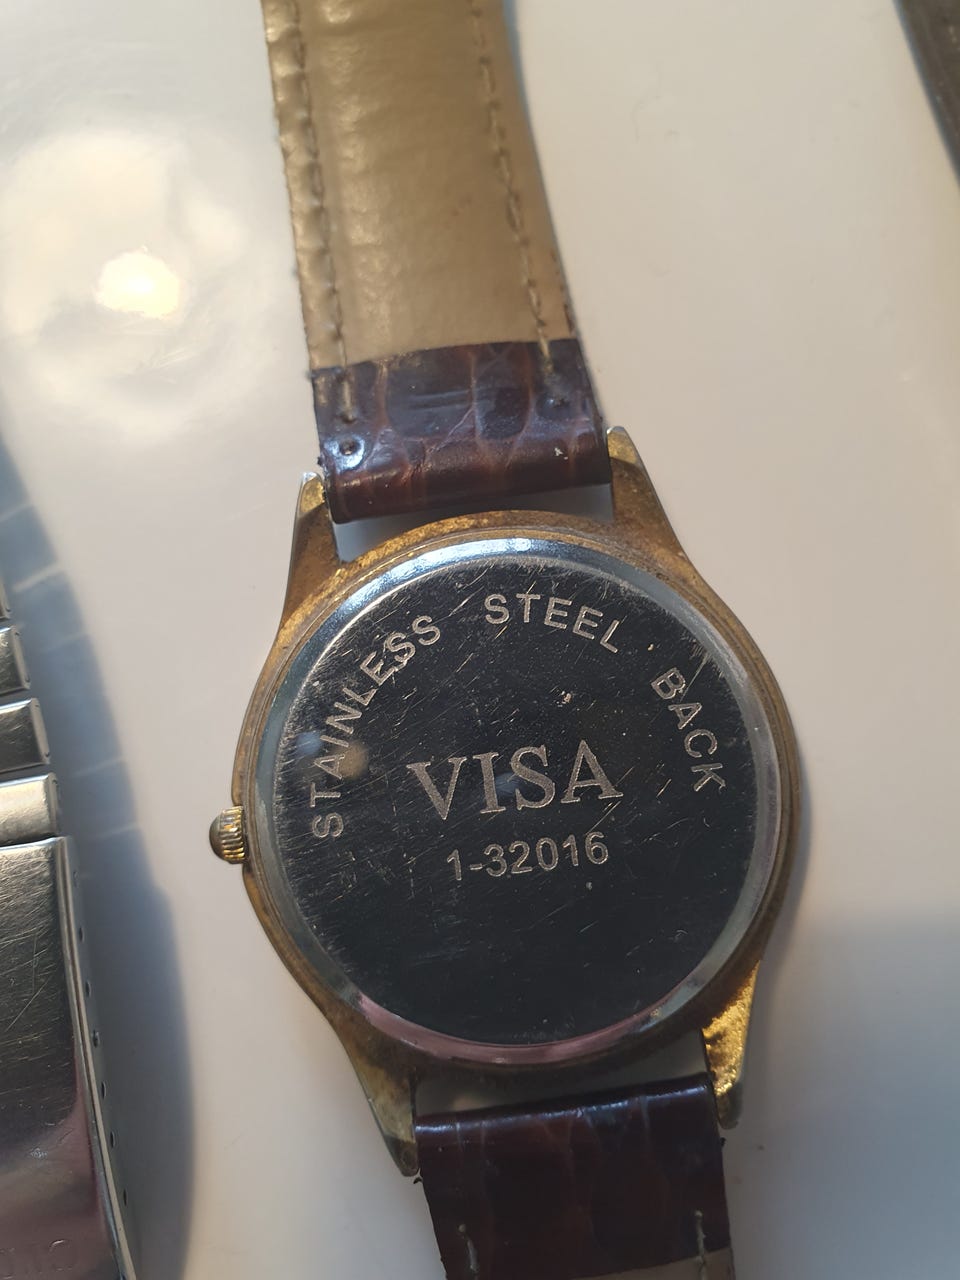 STAINLESS STEEL BACK
VISA
1-32016